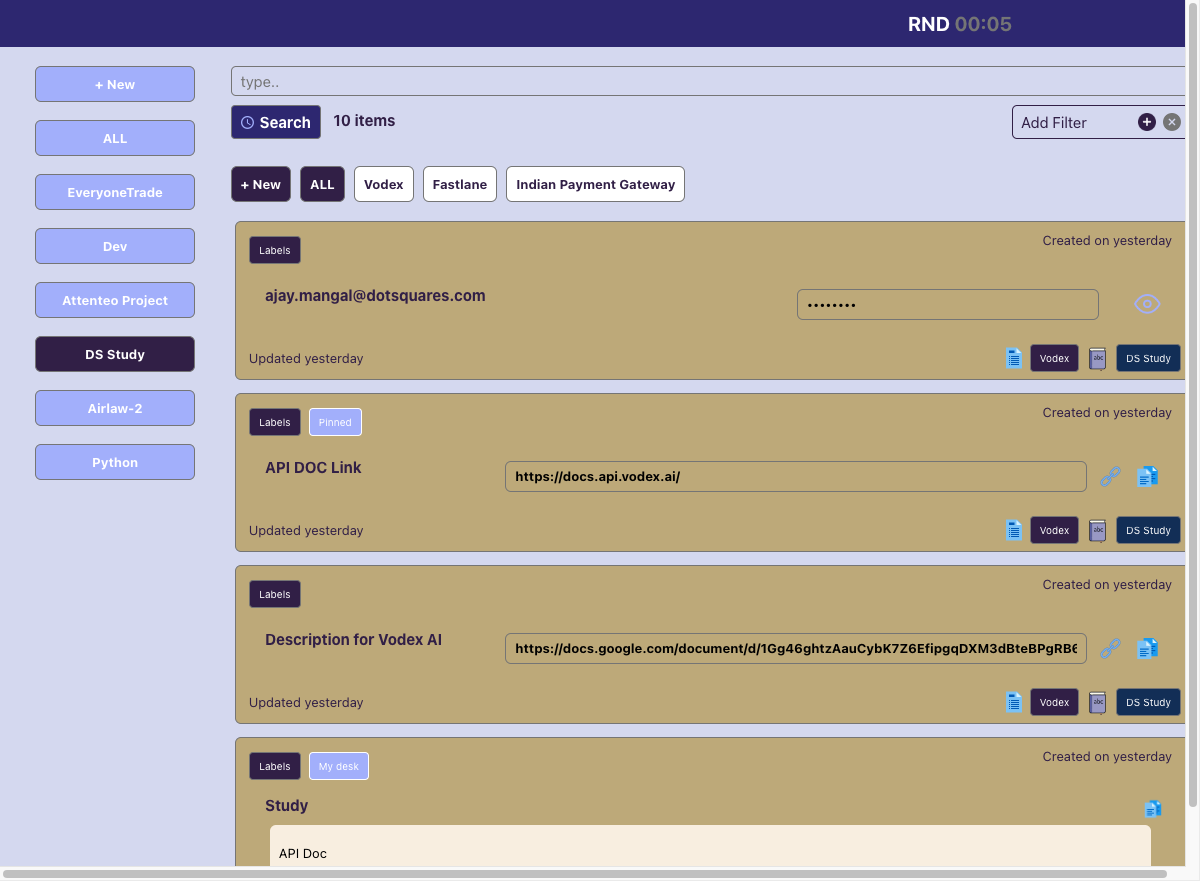 RND 00:05
+ New
ALL
EveryoneTrade
Dev
Attenteo Project
DS Study
Airlaw-2
Python
type..
Search
10 items
Add Filter
+ New
ALL
Vodex
Fastlane
Indian Payment Gateway
Labels
Created on yesterday
ajay.mangal@dotsquares.com
••••••••
Updated yesterday
Vodex
DS Study
Labels
Pinned
Created on yesterday
API DOC Link
https://docs.api.vodex.ai/
Updated yesterday
Vodex
DS Study
Labels
Created on yesterday
Description for Vodex AI
https://docs.google.com/document/d/1Gg46ghtzAauCybK7Z6EfipgqDXM3dBteBPgRB6
Updated yesterday
Vodex
DS Study
Labels
My desk
Created on yesterday
Study
API Doc